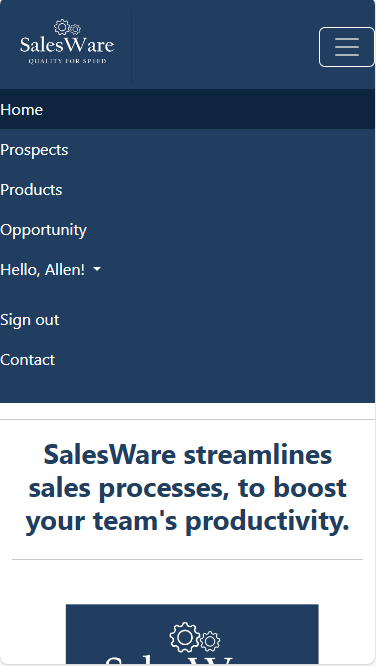 SalesWare
QUALITY FOR SPEED
Home
Prospects
Products
Opportunity
Hello, Allen!
Sign out
Contact
SalesWare streamlines
sales processes, to boost
your team's productivity.
SalesWare